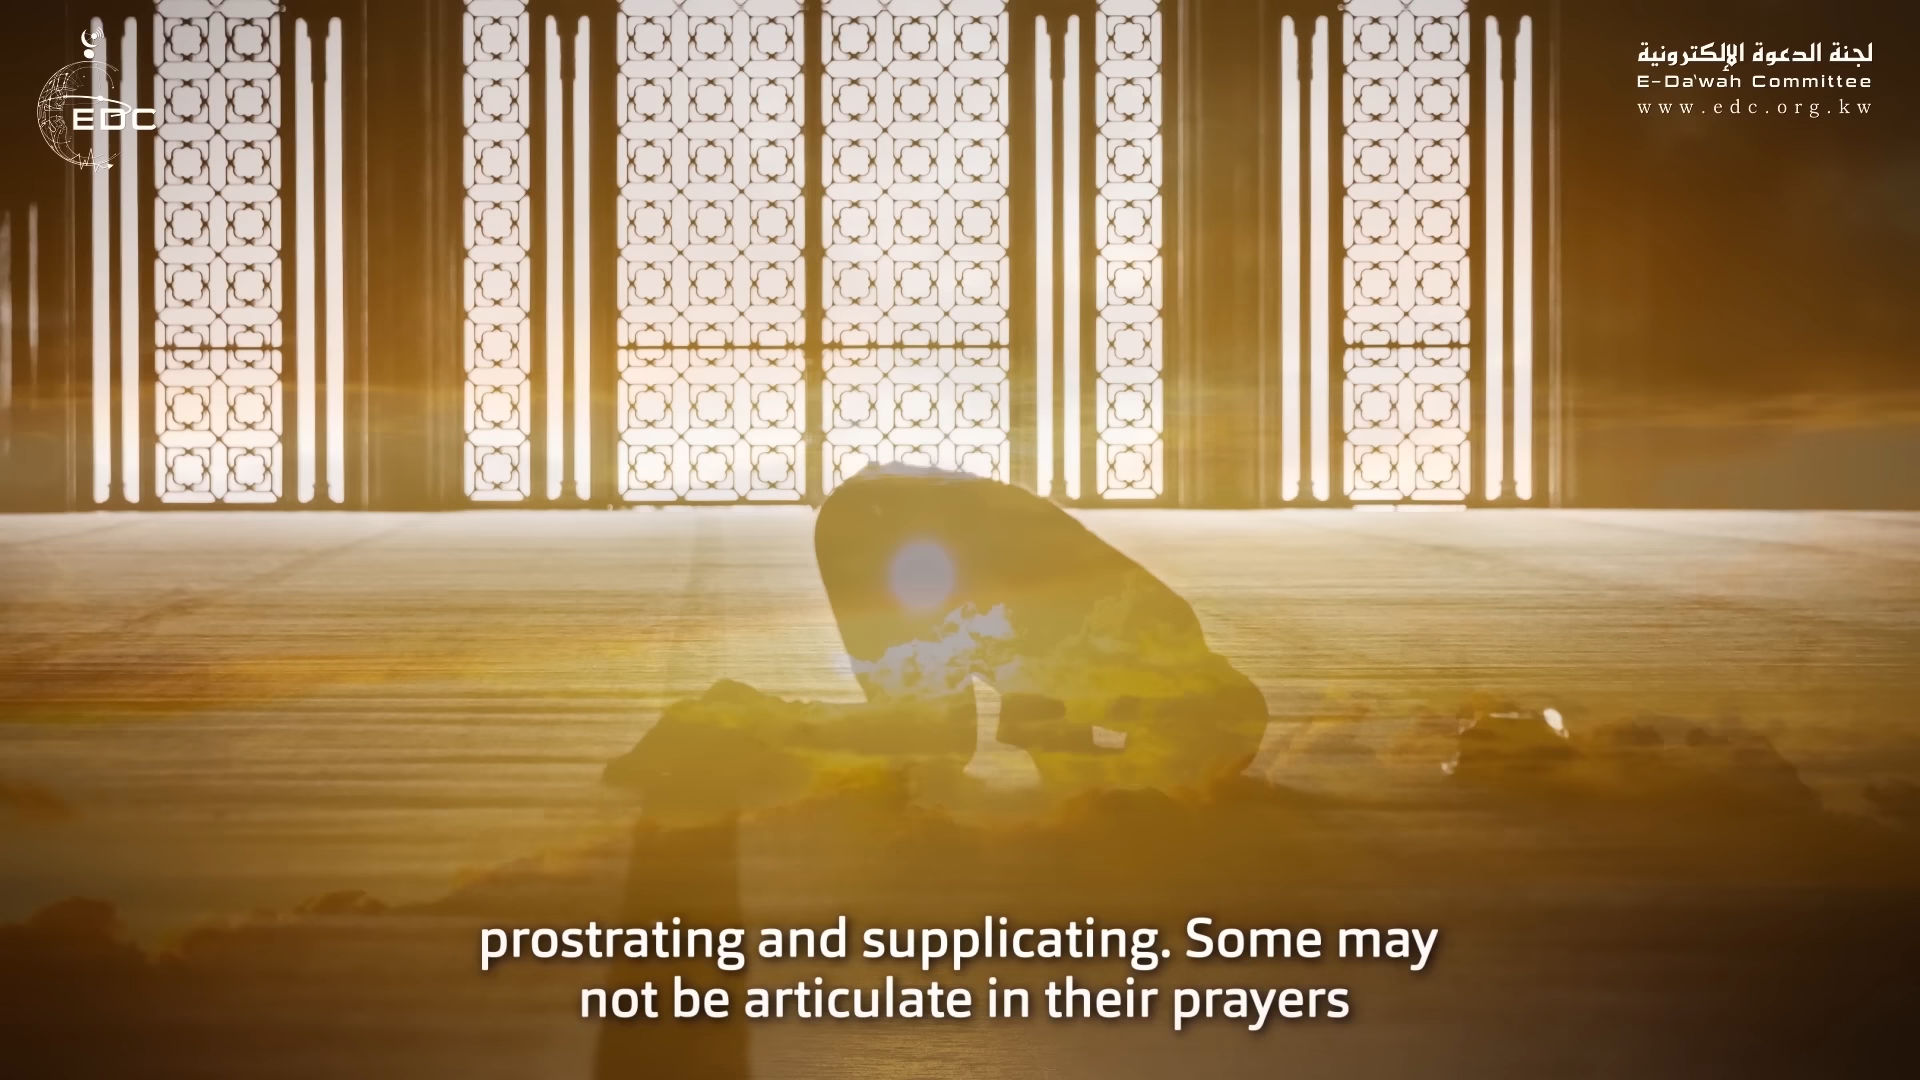 EDC
لجنة الدعوة الإلكترونية
E-Da'wah Committee
www.edc.org.kw
prostrating and supplicating. Some may
not be articulate in their prayers